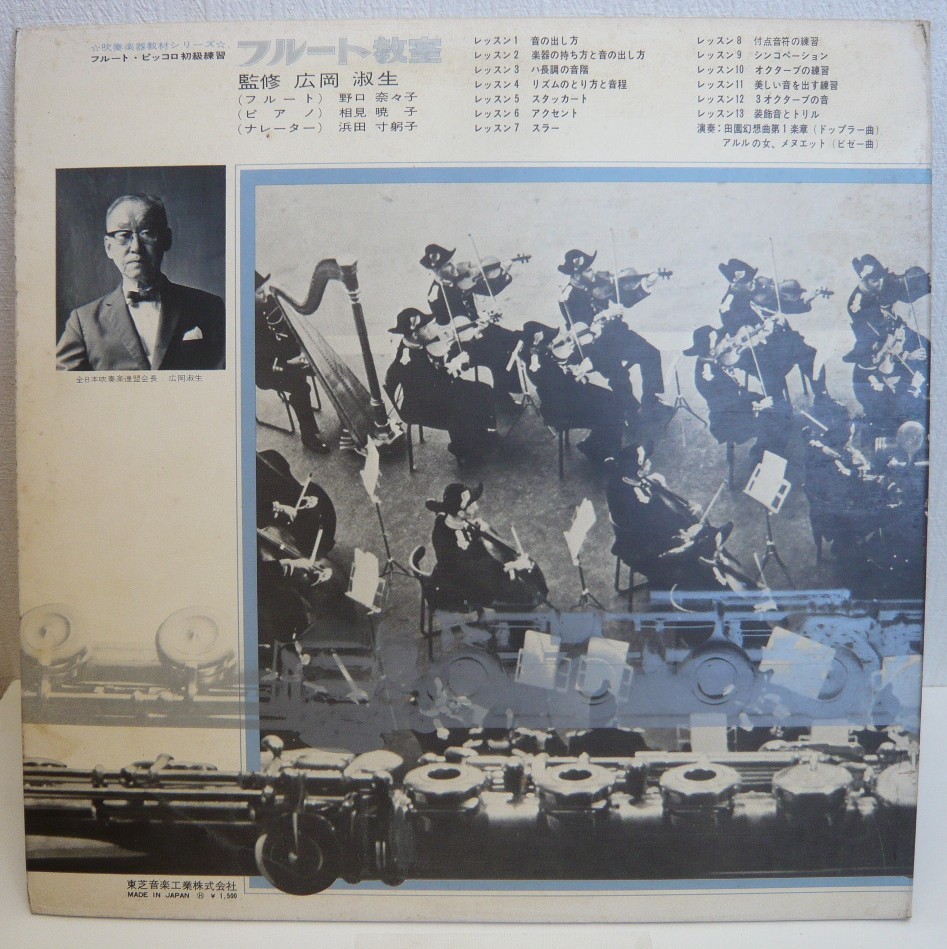 ☆吹奏楽器教材シリーズ☆
フルート・ピッコロ初級練習
フルート教室
監修 広岡 淑生
(フルート) 野口 奈々子
(ピアノ) 相見 暁子
(ナレーター) 浜田 寸躬子
レッスン1 音の出し方
レッスン2 楽器の持ち方と音の出し方
レッスン3 ハ長調の音階
レッスン4 リズムのとり方と音程
レッスン5 スタッカート
レッスン6 アクセント
レッスン7 スラー
レッスン8 付点音符の練習
レッスン9 シンコペーション
レッスン10 オクターブの練習
レッスン11 美しい音を出す練習
レッスン12 3オクターブの音
レッスン13 装飾音とトリル
演奏:田園幻想曲第1楽章(ドップラー曲)
アルルの女、メヌエット(ビゼー曲)
全日本吹奏楽連盟会長 広岡淑生
東芝音楽工業株式会社
MADE IN JAPAN Ⓗ ¥1,500